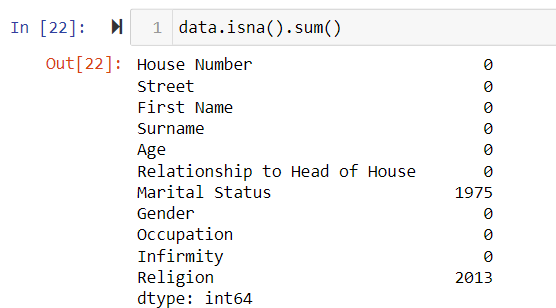 In [22]: 1 data.isna().sum()
Out[22]: House Number 0
Street 0
First Name 0
Surname 0
Age 0
Relationship to Head of House 0
Marital Status 1975
Gender 0
Occupation 0
Infirmity 0
Religion 2013
dtype: int64